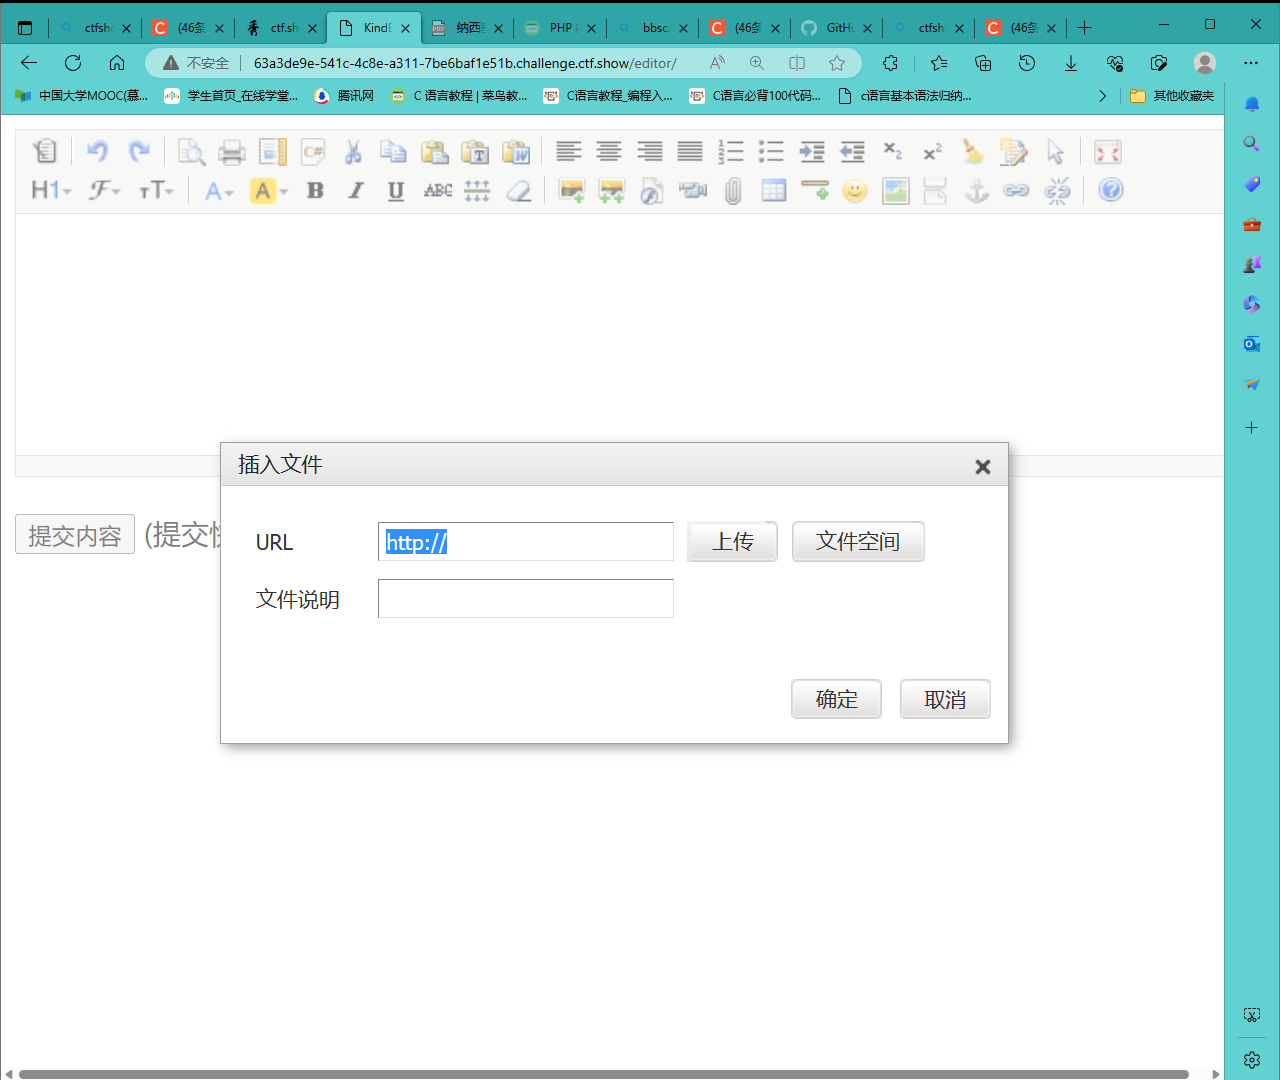 ctfsh
(46条
ctf.sh
KindE
纳西
PHP
bbsc
(46条
GitHu
ctfsh
(46条
不安全
63a3de9e-541c-4c8e-a311-7be6baf1e51b.challenge.ctf.show/editor/
中国大学MOOC(慕...
学生首页_在线学堂...
腾讯网
C 语言教程 | 菜鸟教...
C语言教程_编程入...
C语言必背100代码...
c语言基本语法归纳...
其他收藏夹
插入文件
URL
http://
上传
文件空间
文件说明
确定
取消
提交内容
(提交快